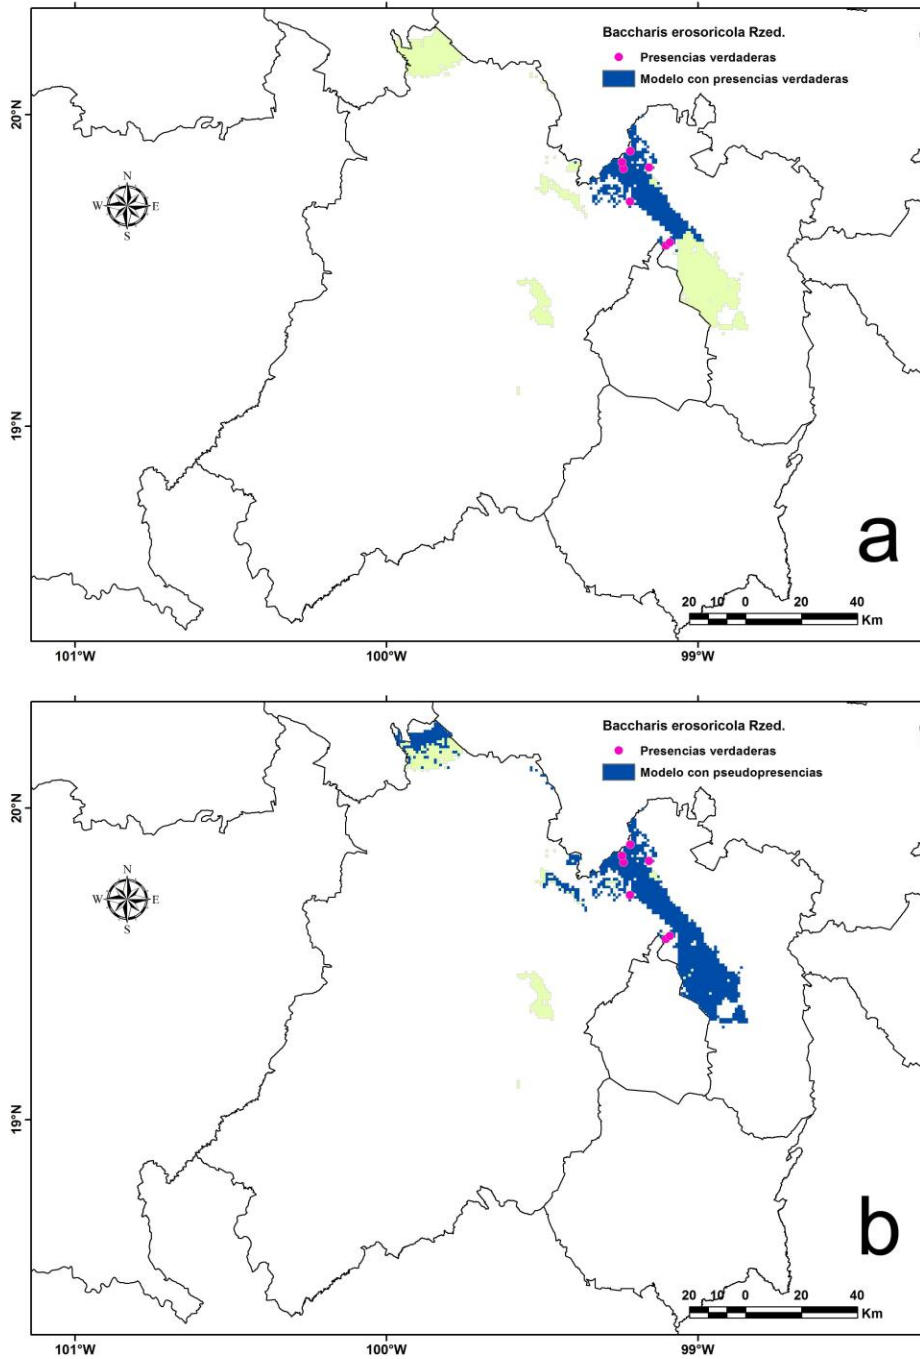 Baccharis erosoricola Rzed.
Presencias verdaderas
Modelo con presencias verdaderas
20°N
N
W E
S
19°N
a
20 10 0 20 40
Km
101°W 100°W 99°W
Baccharis erosoricola Rzed.
Presencias verdaderas
Modelo con pseudopresencias
20°N
N
W E
S
19°N
b
20 10 0 20 40
Km
101°W 100°W 99°W